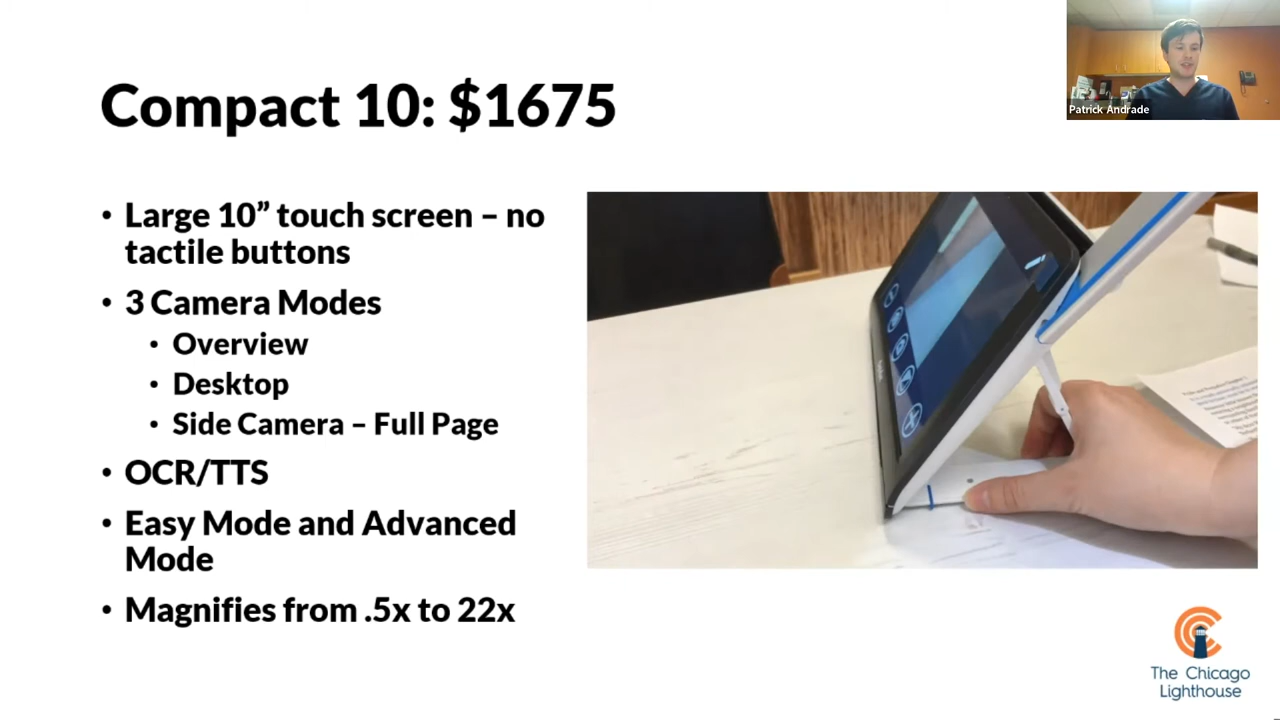 Compact 10: $1675
Patrick Andrade
• Large 10” touch screen – no
tactile buttons
• 3 Camera Modes
• Overview
• Desktop
• Side Camera – Full Page
• OCR/TTS
• Easy Mode and Advanced
Mode
• Magnifies from .5x to 22x
The Chicago
Lighthouse